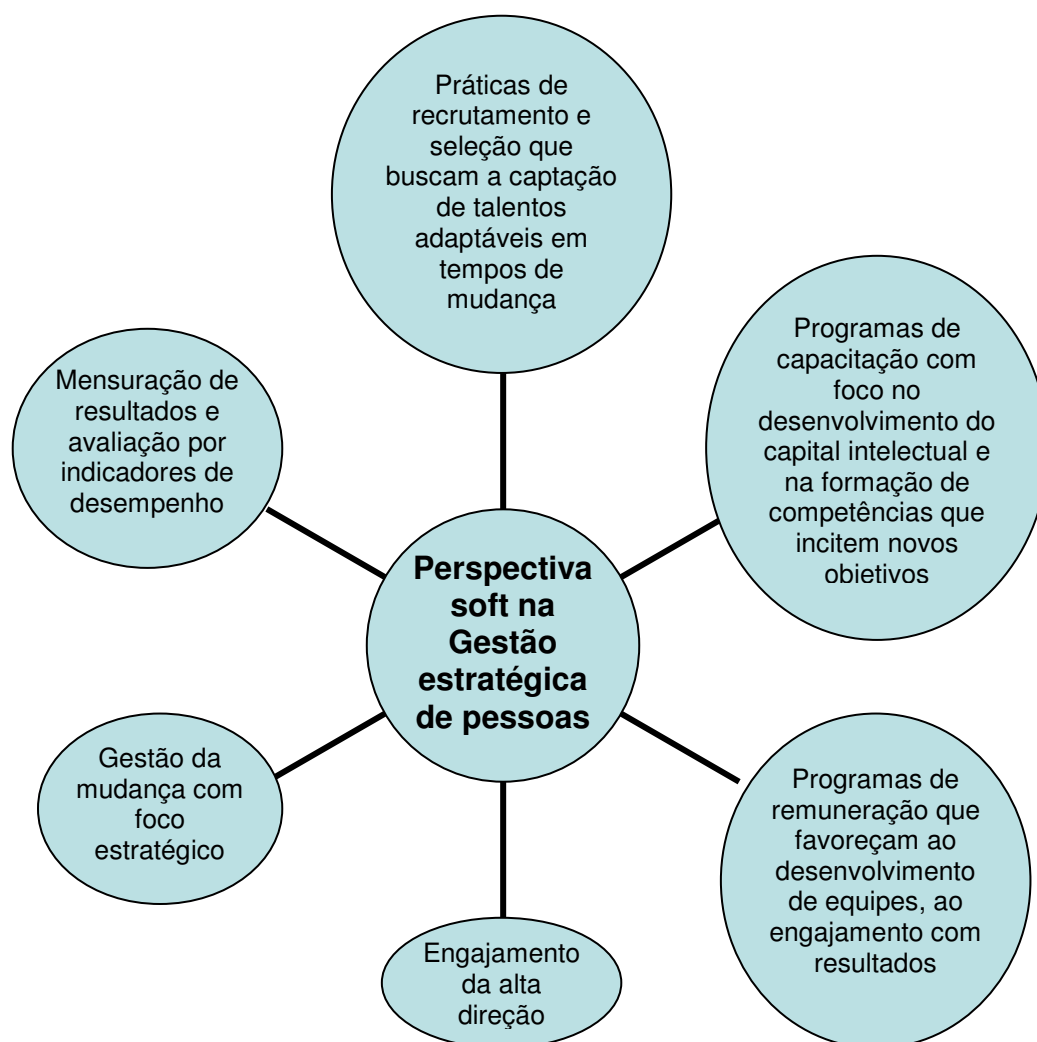 Práticas de
recrutamento e
seleção que
buscam a captação
de talentos
adaptáveis em
tempos de
mudança
Programas de
capacitação com
foco no
desenvolvimento do
capital intelectual e
na formação de
competências que
incitem novos
objetivos
Mensuração de
resultados e
avaliação por
indicadores de
desempenho
Perspectiva
soft na
Gestão
estratégica
de pessoas
Gestão da
mudança com
foco
estratégico
Programas de
remuneração que
favoreçam ao
desenvolvimento
de equipes, ao
engajamento com
resultados
Engajamento
da alta
direção